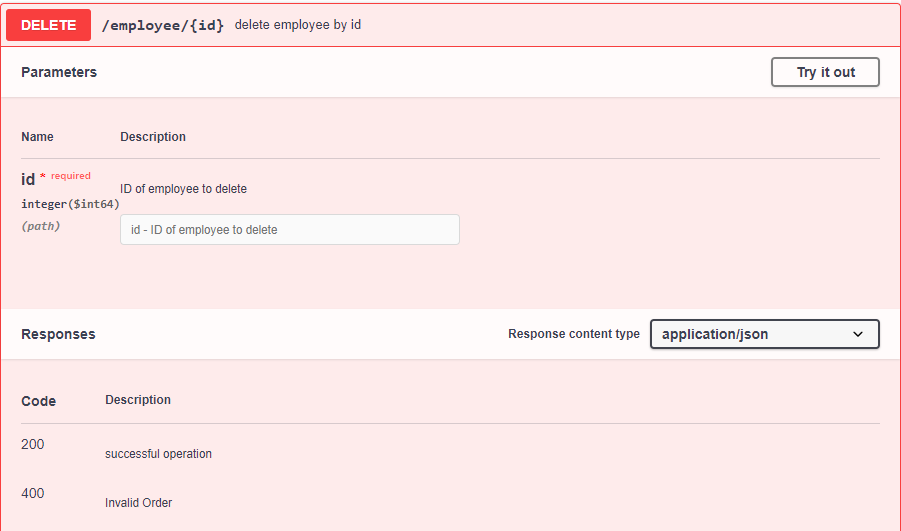 DELETE /employee/{id} delete employee by id
Parameters Try it out
Name Description
id * required
ID of employee to delete
integer($int64)
(path)
id - ID of employee to delete
Responses Response content type application/json
Code Description
200
successful operation
400
Invalid Order